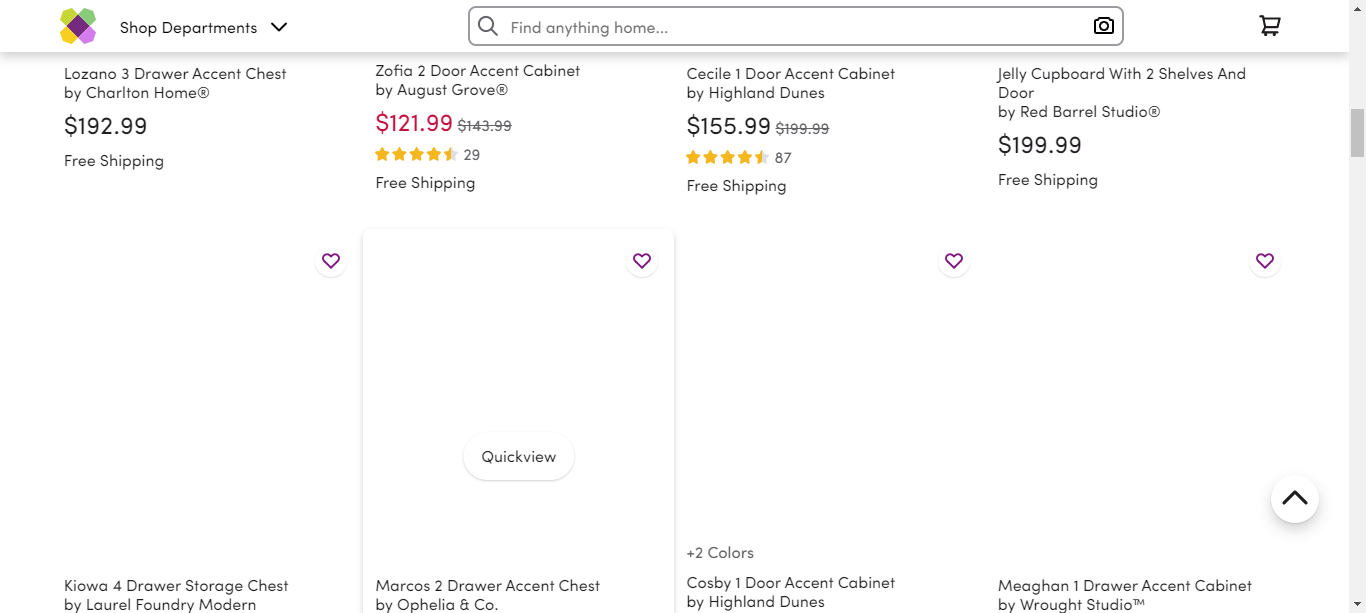 Shop Departments
Find anything home...
Lozano 3 Drawer Accent Chest
by Charlton Home®
$192.99
Free Shipping
Zofia 2 Door Accent Cabinet
by August Grove®
$121.99 $143.99
29
Free Shipping
Cecile 1 Door Accent Cabinet
by Highland Dunes
$155.99 $199.99
87
Free Shipping
Jelly Cupboard With 2 Shelves And
Door
by Red Barrel Studio®
$199.99
Free Shipping
Kiowa 4 Drawer Storage Chest
by Laurel Foundry Modern
Quickview
Marcos 2 Drawer Accent Chest
by Ophelia & Co.
+2 Colors
Cosby 1 Door Accent Cabinet
by Highland Dunes
Meaghan 1 Drawer Accent Cabinet
by Wrought Studio™